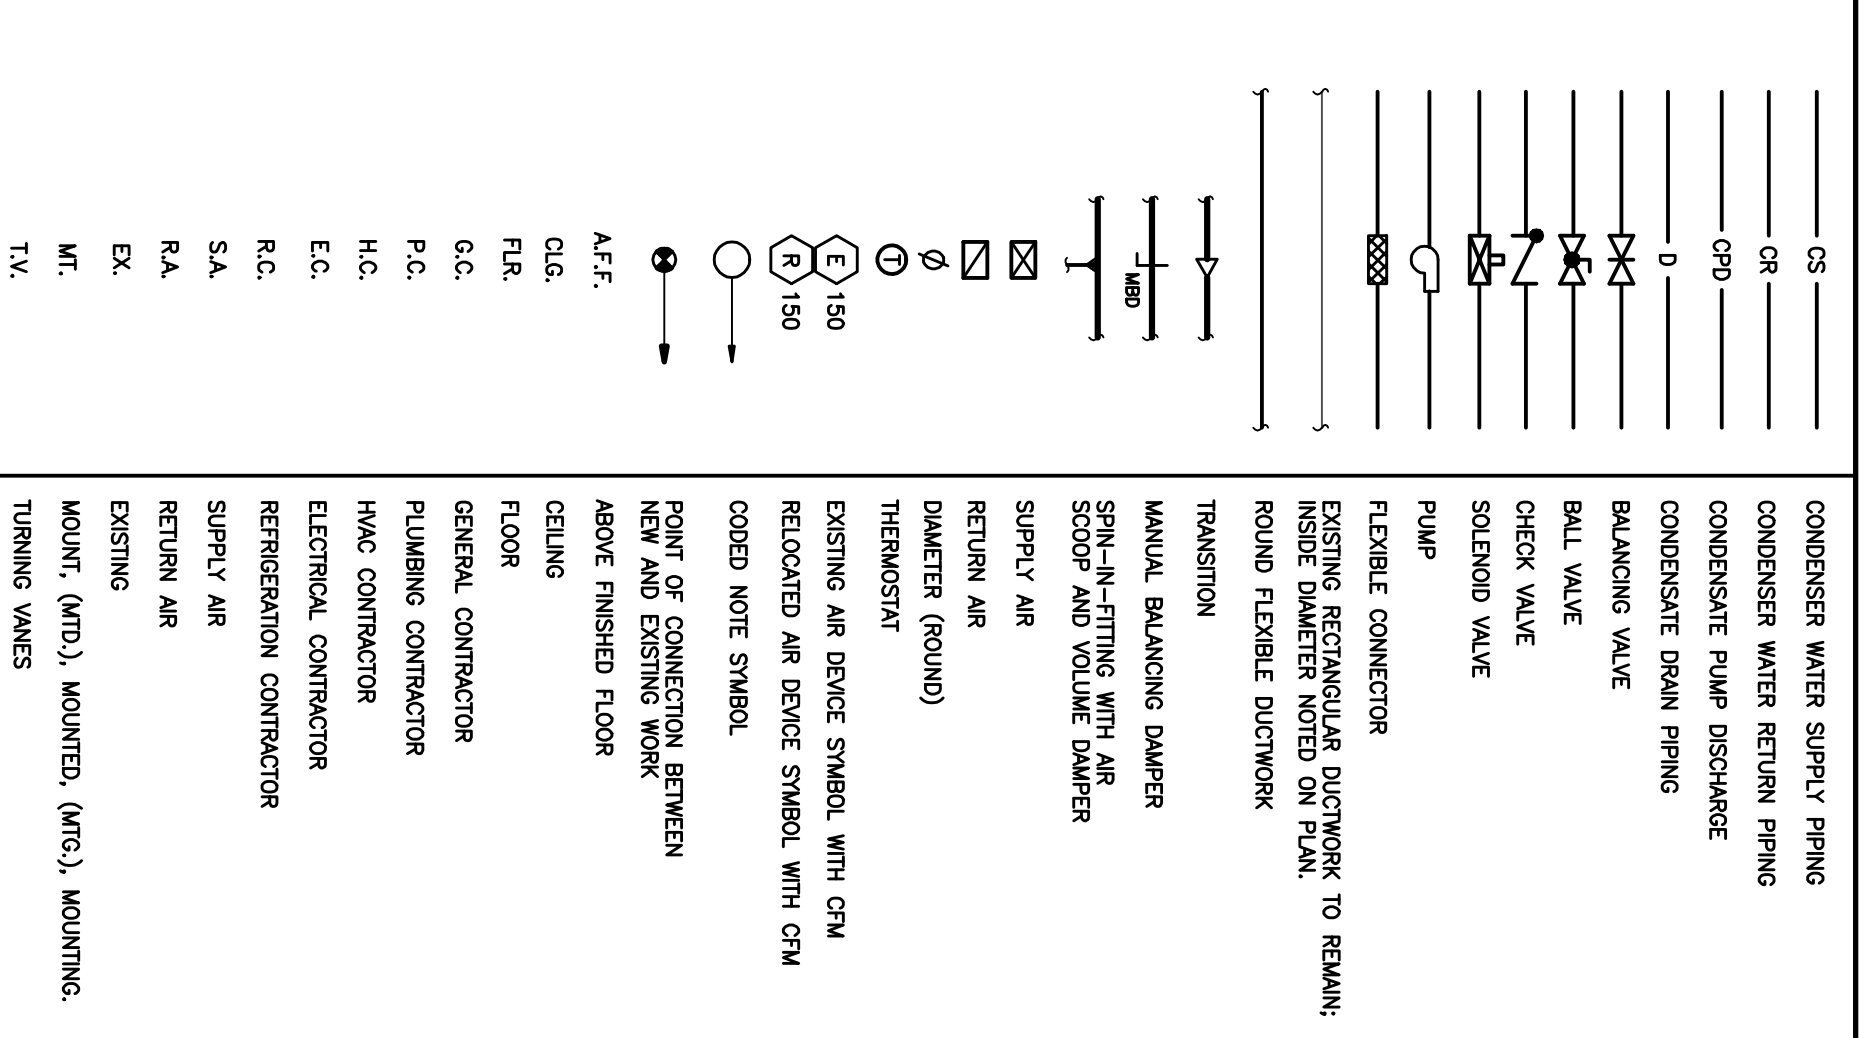 CS CONDENSER WATER SUPPLY PIPING
CR CONDENSER WATER RETURN PIPING
CPD CONDENSATE PUMP DISCHARGE
D CONDENSATE DRAIN PIPING
BALANCING VALVE
BALL VALVE
CHECK VALVE
SOLENOID VALVE
PUMP
FLEXIBLE CONNECTOR
EXISTING RECTANGULAR DUCTWORK TO REMAIN;
INSIDE DIAMETER NOTED ON PLAN.
ROUND FLEXIBLE DUCTWORK
TRANSITION
MBD MANUAL BALANCING DAMPER
SPIN-IN-FITTING WITH AIR
SCOOP AND VOLUME DAMPER
SUPPLY AIR
RETURN AIR
Ø DIAMETER (ROUND)
T THERMOSTAT
E 150 EXISTING AIR DEVICE SYMBOL WITH CFM
R 150 RELOCATED AIR DEVICE SYMBOL WITH CFM
CODED NOTE SYMBOL
POINT OF CONNECTION BETWEEN
NEW AND EXISTING WORK
A.F.F. ABOVE FINISHED FLOOR
CLG. CEILING
FLR. FLOOR
G.C. GENERAL CONTRACTOR
P.C. PLUMBING CONTRACTOR
H.C. HVAC CONTRACTOR
E.C. ELECTRICAL CONTRACTOR
R.C. REFRIGERATION CONTRACTOR
S.A. SUPPLY AIR
R.A. RETURN AIR
EX. EXISTING
MT. MOUNT, (MTD.), MOUNTED, (MTG.), MOUNTING.
T.V. TURNING VANES